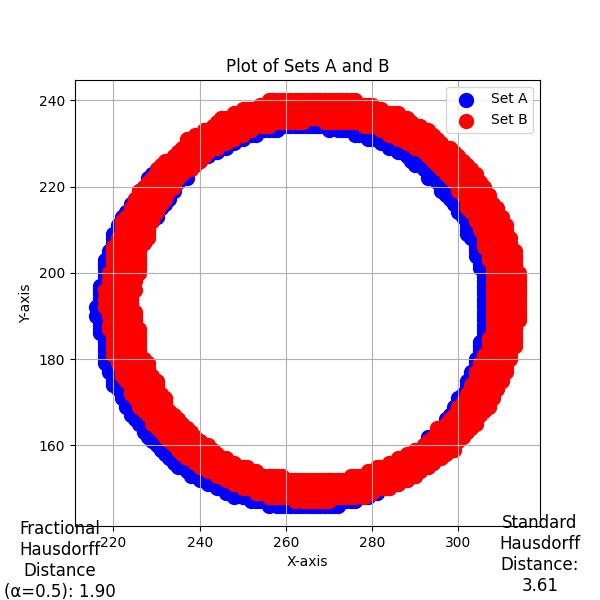 Plot of Sets A and B
Set A
Set B
240
220
200
180
160
Y-axis
220
240
260
280
300
X-axis
Fractional
Hausdorff
Distance
(α=0.5): 1.90
Standard
Hausdorff
Distance:
3.61